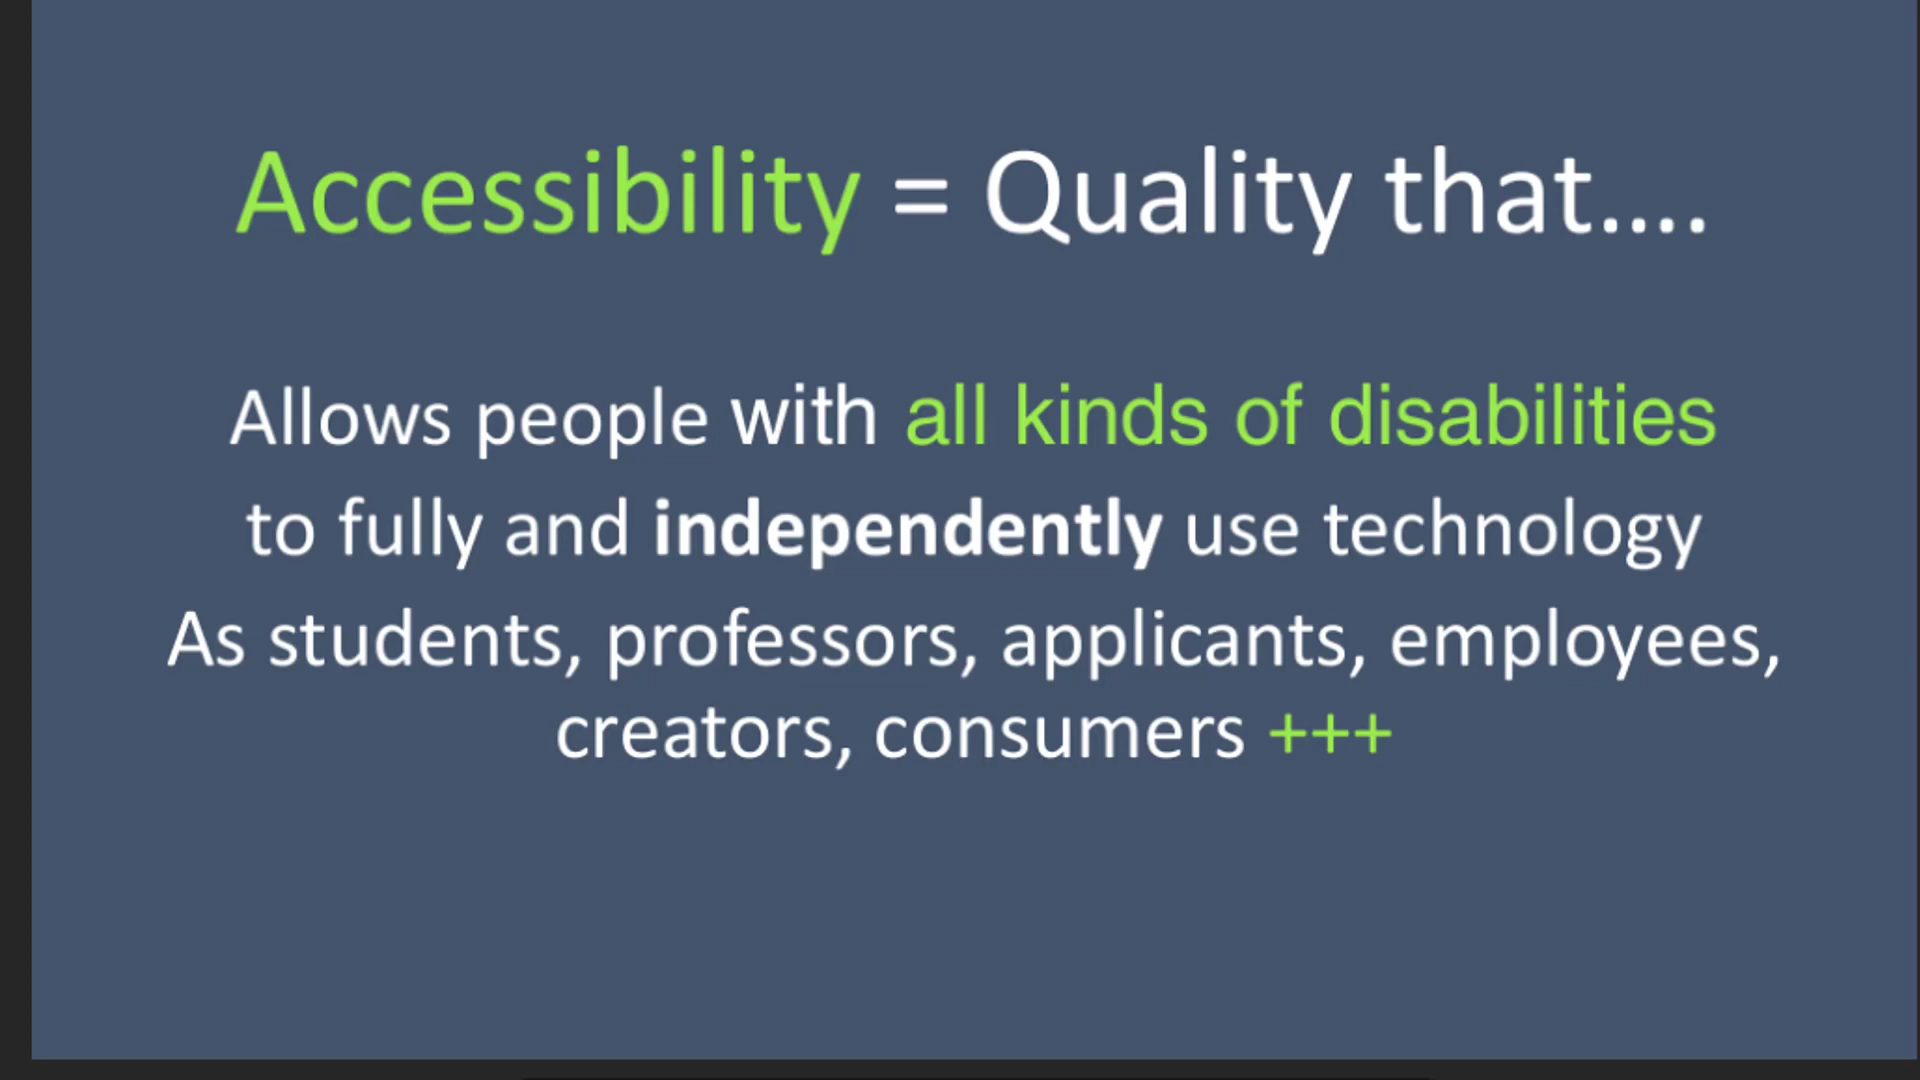 Accessibility = Quality that....
Allows people with all kinds of disabilities
to fully and independently use technology
As students, professors, applicants, employees,
creators, consumers +++